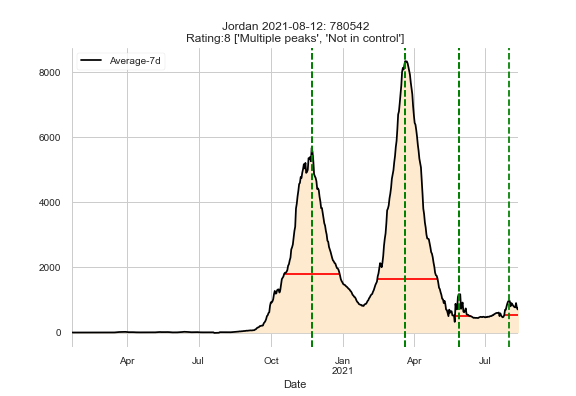 Jordan 2021-08-12: 780542
Rating:8 ['Multiple peaks', 'Not in control']
Average-7d
8000
6000
4000
2000
0
Apr Jul Oct Jan Apr Jul
2021
Date